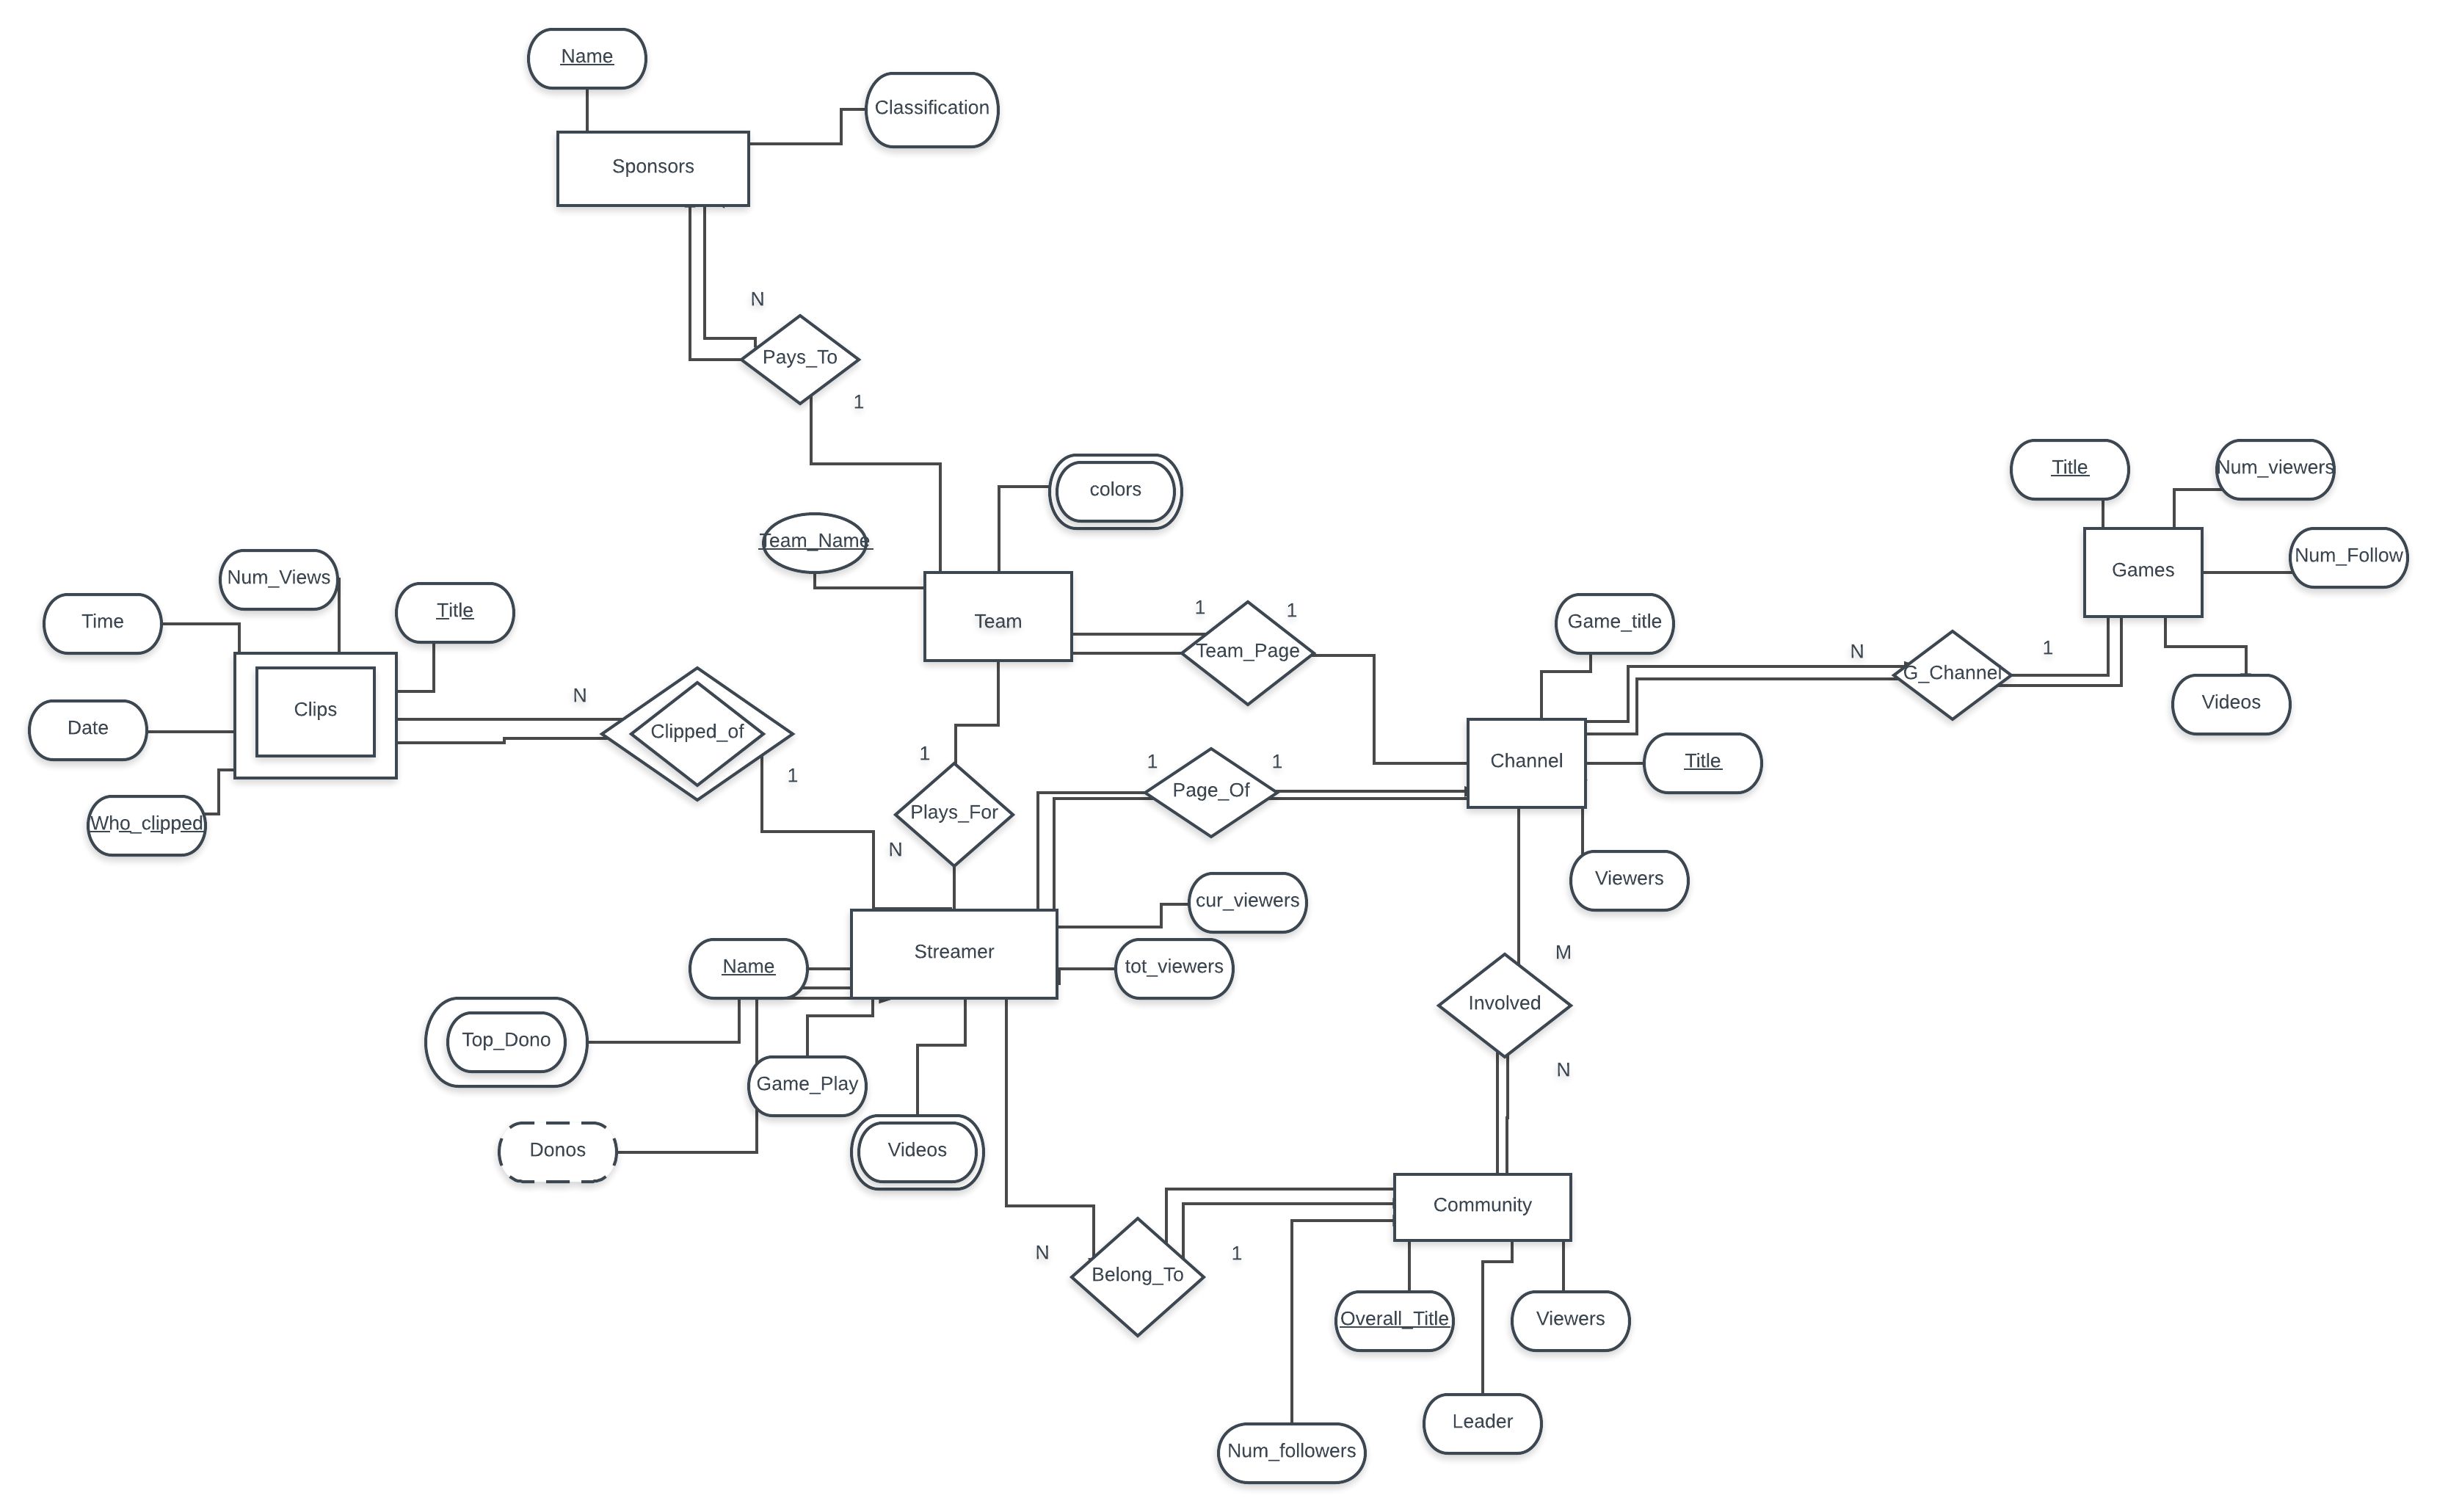 Name
Classification
Sponsors
N
Pays_To
1
colors
Team_Name
Team
1
1
Team_Page
Title
Num_viewers
Num_Follow
Games
Videos
Game_title
N
1
G_Channel
Channel
Title
Viewers
Num_Views
Time
Title
Clips
Date
Who_clipped
N
Clipped_of
1
1
Plays_For
N
1
1
Page_Of
cur_viewers
Streamer
tot_viewers
Name
Top_Dono
Game_Play
Donos
Videos
M
Involved
N
Community
N
1
Belong_To
Overall_Title
Viewers
Leader
Num_followers